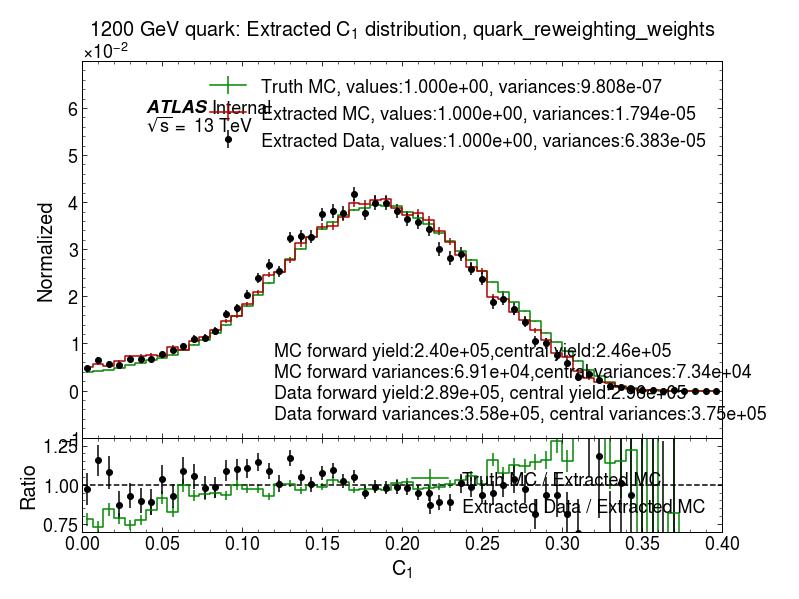 1200 GeV quark: Extracted C₁ distribution, quark_reweighting_weights
×10⁻²
Truth MC, values:1.000e+00, variances:9.808e-07
ATLAS Internal
Extracted MC, values:1.000e+00, variances:1.794e-05
√s = 13 TeV
Extracted Data, values:1.000e+00, variances:6.383e-05
6
5
4
3
2
1
0
Normalized
MC forward yield:2.40e+05,central yield:2.46e+05
MC forward variances:6.91e+04,central variances:7.34e+04
Data forward yield:2.89e+05, central yield:2.96e+05
Data forward variances:3.58e+05, central variances:3.75e+05
1.25
1.00
0.75
Ratio
Truth MC / Extracted MC
Extracted Data / Extracted MC
0.00 0.05 0.10 0.15 0.20 0.25 0.30 0.35 0.40
C₁